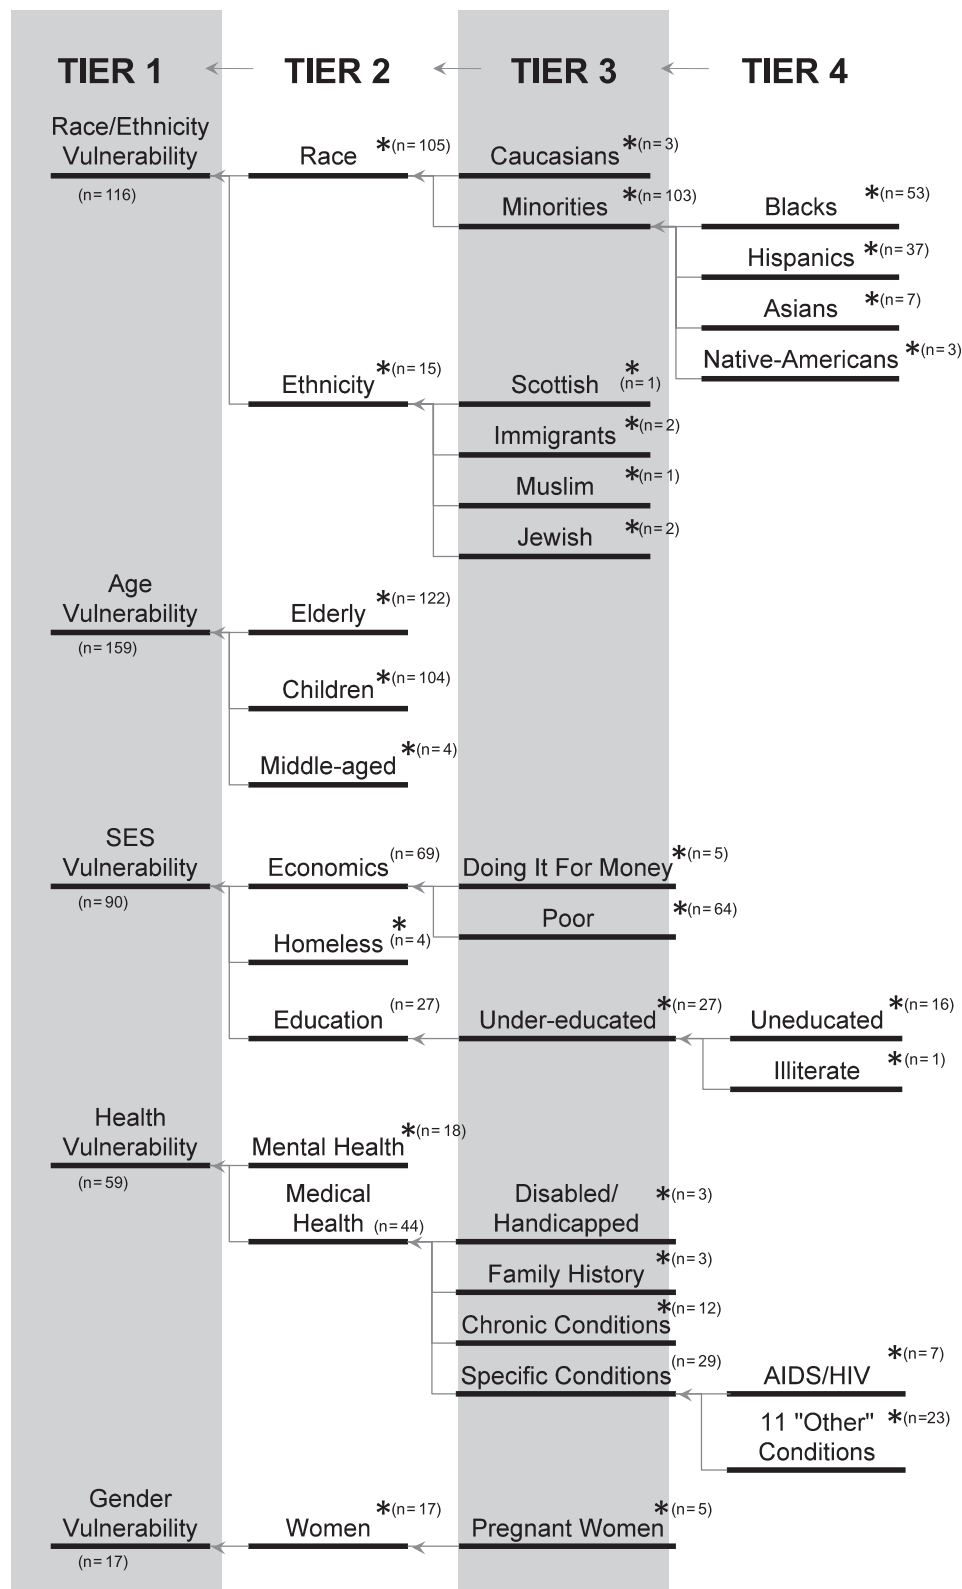 TIER 1 TIER 2 TIER 3 TIER 4
Race/Ethnicity
Vulnerability
(n=116)
Race *(n=105)
Caucasians *(n=3)
Minorities *(n=103)
Blacks *(n=53)
Hispanics *(n=37)
Asians *(n=7)
Native-Americans *(n=3)
Ethnicity *(n=15)
Scottish *
(n=1)
Immigrants *(n=2)
Muslim *(n=1)
Jewish *(n=2)
Age
Vulnerability
(n=159)
Elderly *(n=122)
Children *(n=104)
Middle-aged *(n=4)
SES
Vulnerability
(n=90)
Economics (n=69)
Doing It For Money *(n=5)
Poor *(n=64)
Homeless *
(n=4)
Education (n=27)
Under-educated *(n=27)
Uneducated *(n=16)
Illiterate *(n=1)
Health
Vulnerability
(n=59)
Mental Health *(n=18)
Medical
Health (n=44)
Disabled/ *(n=3)
Handicapped
Family History *(n=3)
Chronic Conditions *(n=12)
Specific Conditions (n=29)
AIDS/HIV *(n=7)
11 "Other" *(n=23)
Conditions
Gender
Vulnerability
(n=17)
Women *(n=17)
Pregnant Women *(n=5)